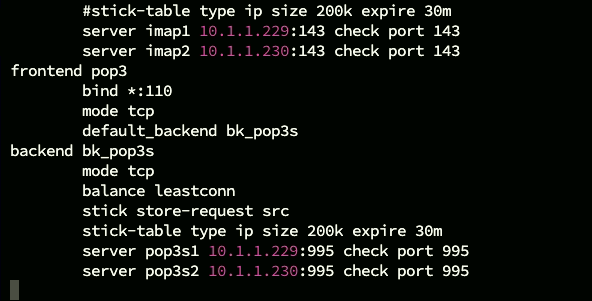 #stick-table type ip size 200k expire 30m
server imap1 10.1.1.229:143 check port 143
server imap2 10.1.1.230:143 check port 143
frontend pop3
bind *:110
mode tcp
default_backend bk_pop3s
backend bk_pop3s
mode tcp
balance leastconn
stick store-request src
stick-table type ip size 200k expire 30m
server pop3s1 10.1.1.229:995 check port 995
server pop3s2 10.1.1.230:995 check port 995